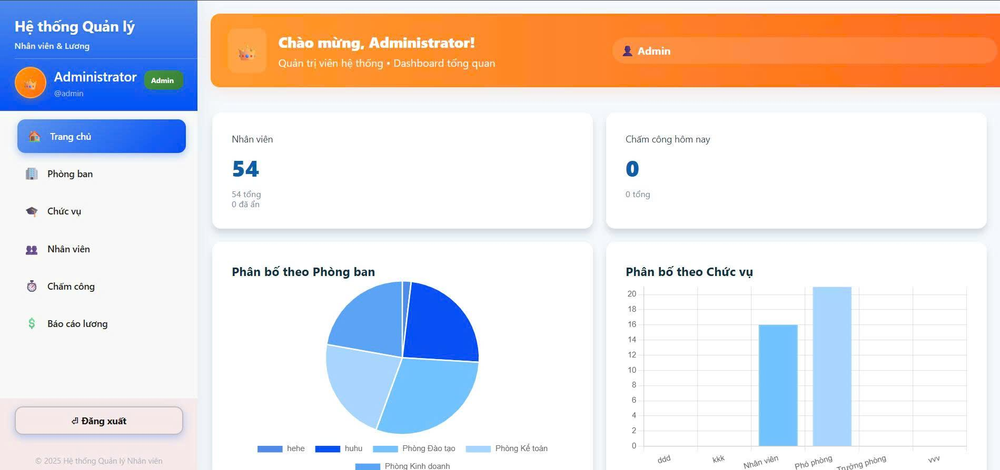 Hệ thống Quản lý
Nhân viên & Lương
Administrator
Admin
@admin
Trang chủ
Phòng ban
Chức vụ
Nhân viên
Chấm công
$ Báo cáo lương
⏎ Đăng xuất
© 2025 Hệ thống Quản lý Nhân viên
Chào mừng, Administrator!
Quản trị viên hệ thống • Dashboard tổng quan
Admin
Nhân viên
54
54 tổng
0 đã ẩn
Chấm công hôm nay
0
0 tổng
Phân bố theo Phòng ban
hehe huhu Phòng Đào tạo Phòng Kế toán
Phòng Kinh doanh
Phân bố theo Chức vụ
20
18
16
14
12
10
8
6
4
2
0
ddd kkk Nhân viên Phó phòng Trưởng phòng vvv